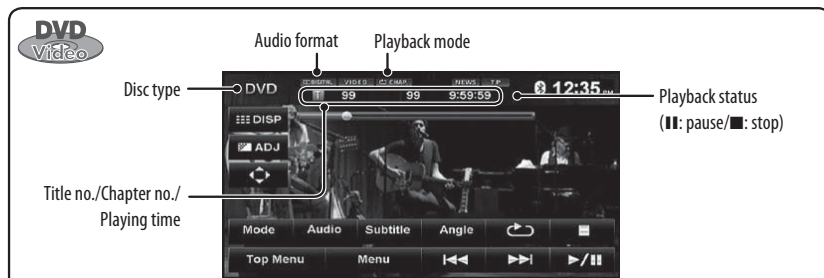 DVD
Video
Audio format
Playback mode
Disc type
DVD
DIGITAL VIDEO CHAP. NEWS TP
T 99 99 9:59:59
12:35 PM
Playback status
(▮▮: pause/■: stop)
DISP
ADJ
Title no./Chapter no./
Playing time
Mode Audio Subtitle Angle
Top Menu Menu